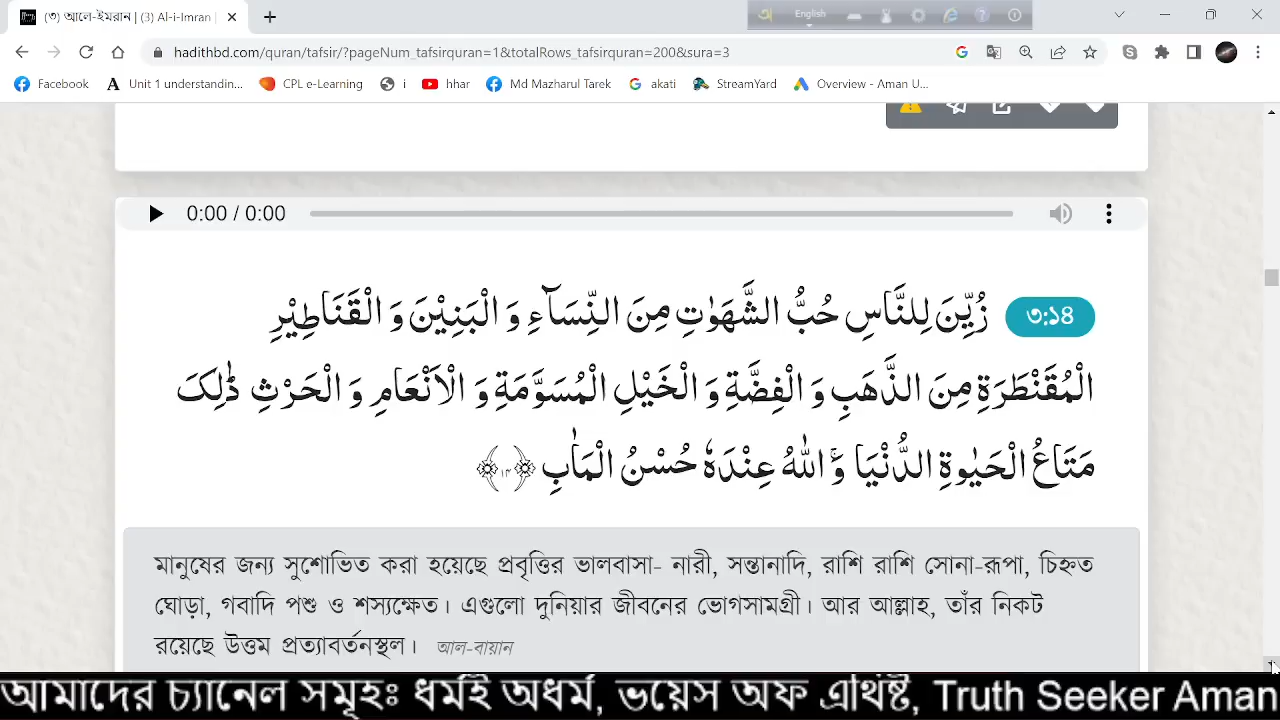 (৩) আলে-ইমরান | (3) Al-i-Imran |
English
hadithbd.com/quran/tafsir/?pageNum_tafsirquran=1&totalRows_tafsirquran=200&sura=3
Facebook Unit 1 understandin... CPL e-Learning i hhar Md Mazharul Tarek akati StreamYard Overview - Aman U...
0:00 / 0:00
৩:১৪ زُیِّنَ لِلنَّاسِ حُبُّ الشَّهَوٰتِ مِنَ النِّسَآءِ وَ الْبَنِیْنَ وَ الْقَنَاطِیْرِ
الْمُقَنْطَرَةِ مِنَ الذَّهَبِ وَ الْفِضَّةِ وَ الْخَیْلِ الْمُسَوَّمَةِ وَ الْاَنْعَامِ وَ الْحَرْثِ ؕ ذٰلِکَ
مَتَاعُ الْحَیٰوةِ الدُّنْیَا ۚ وَ اللّٰهُ عِنْدَهٗ حُسْنُ الْمَاٰبِ ﴿۱۴﴾
মানুষের জন্য সুশোভিত করা হয়েছে প্রবৃত্তির ভালবাসা- নারী, সন্তানাদি, রাশি রাশি সোনা-রূপা, চিহ্নত
ঘোড়া, গবাদি পশু ও শস্যক্ষেত। এগুলো দুনিয়ার জীবনের ভোগসামগ্রী। আর আল্লাহ, তাঁর নিকট
রয়েছে উত্তম প্রত্যাবর্তনস্থল। আল-বায়ান
আমাদের চ্যানেল সমূহঃ ধর্মই অধর্ম, ভয়েস অফ এথিষ্ট, Truth Seeker Aman